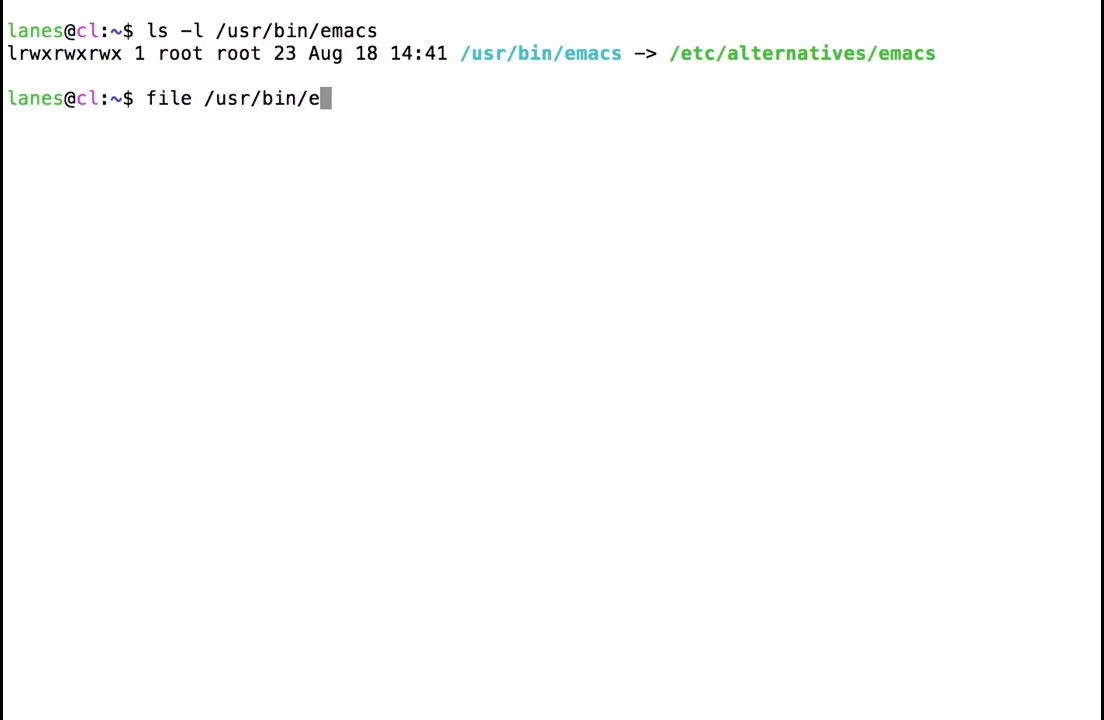 lanes@cl:~$ ls -l /usr/bin/emacs
lrwxrwxrwx 1 root root 23 Aug 18 14:41 /usr/bin/emacs -> /etc/alternatives/emacs
lanes@cl:~$ file /usr/bin/e